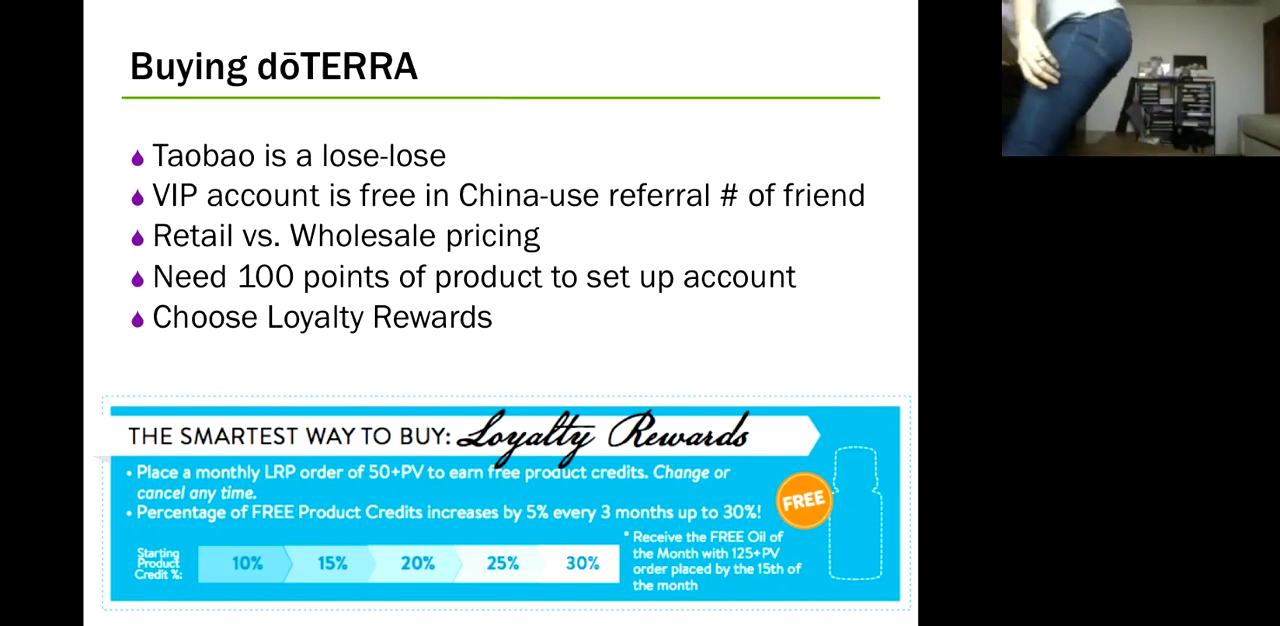 Buying dōTERRA
Taobao is a lose-lose
VIP account is free in China-use referral # of friend
Retail vs. Wholesale pricing
Need 100 points of product to set up account
Choose Loyalty Rewards
THE SMARTEST WAY TO BUY: Loyalty Rewards
• Place a monthly LRP order of 50+PV to earn free product credits. Change or
cancel any time.
• Percentage of FREE Product Credits increases by 5% every 3 months up to 30%!
FREE
Starting
Product
Credit %:
10% 15% 20% 25% 30%
* Receive the FREE Oil of
the Month with 125+PV
order placed by the 15th of
the month